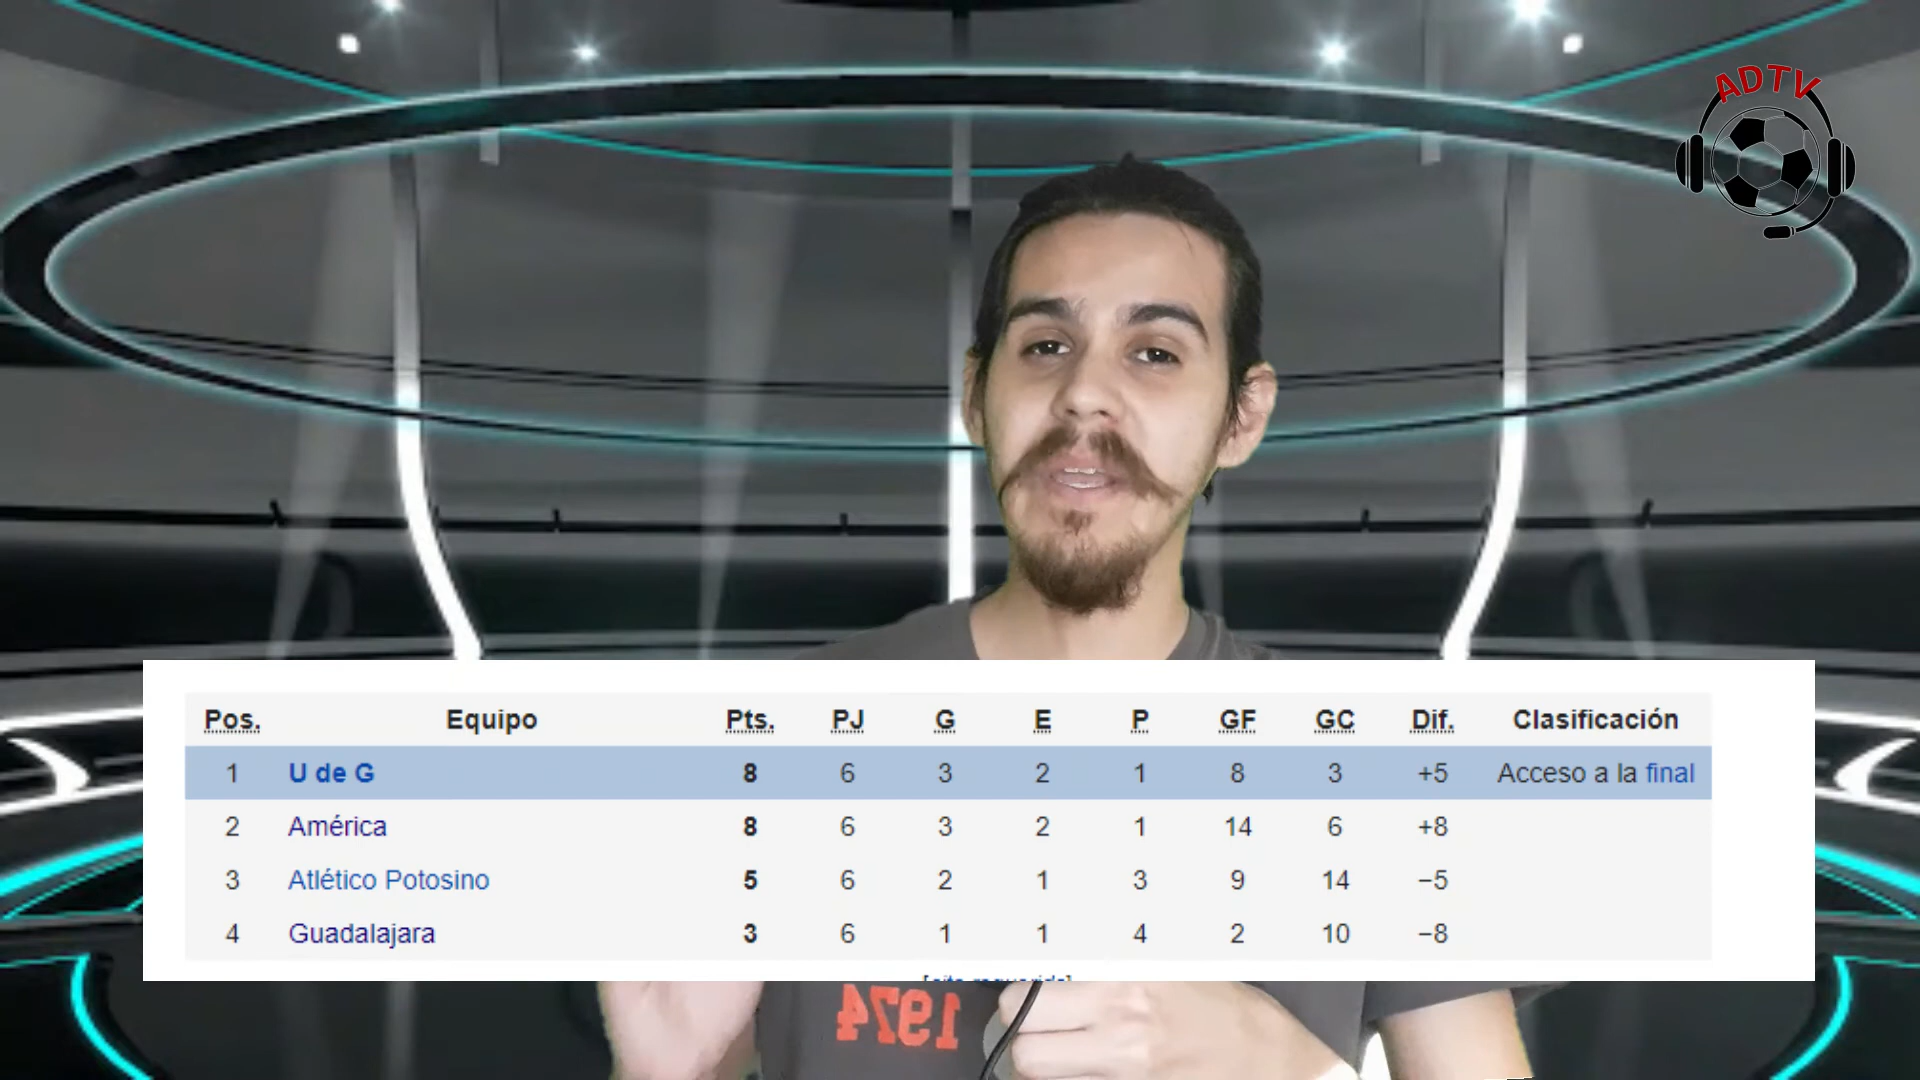 ADTV
Pos. Equipo Pts. PJ G E P GF GC Dif. Clasificación
1 U de G 8 6 3 2 1 8 3 +5 Acceso a la final
2 América 8 6 3 2 1 14 6 +8
3 Atlético Potosino 5 6 2 1 3 9 14 −5
4 Guadalajara 3 6 1 1 4 2 10 −8
1974